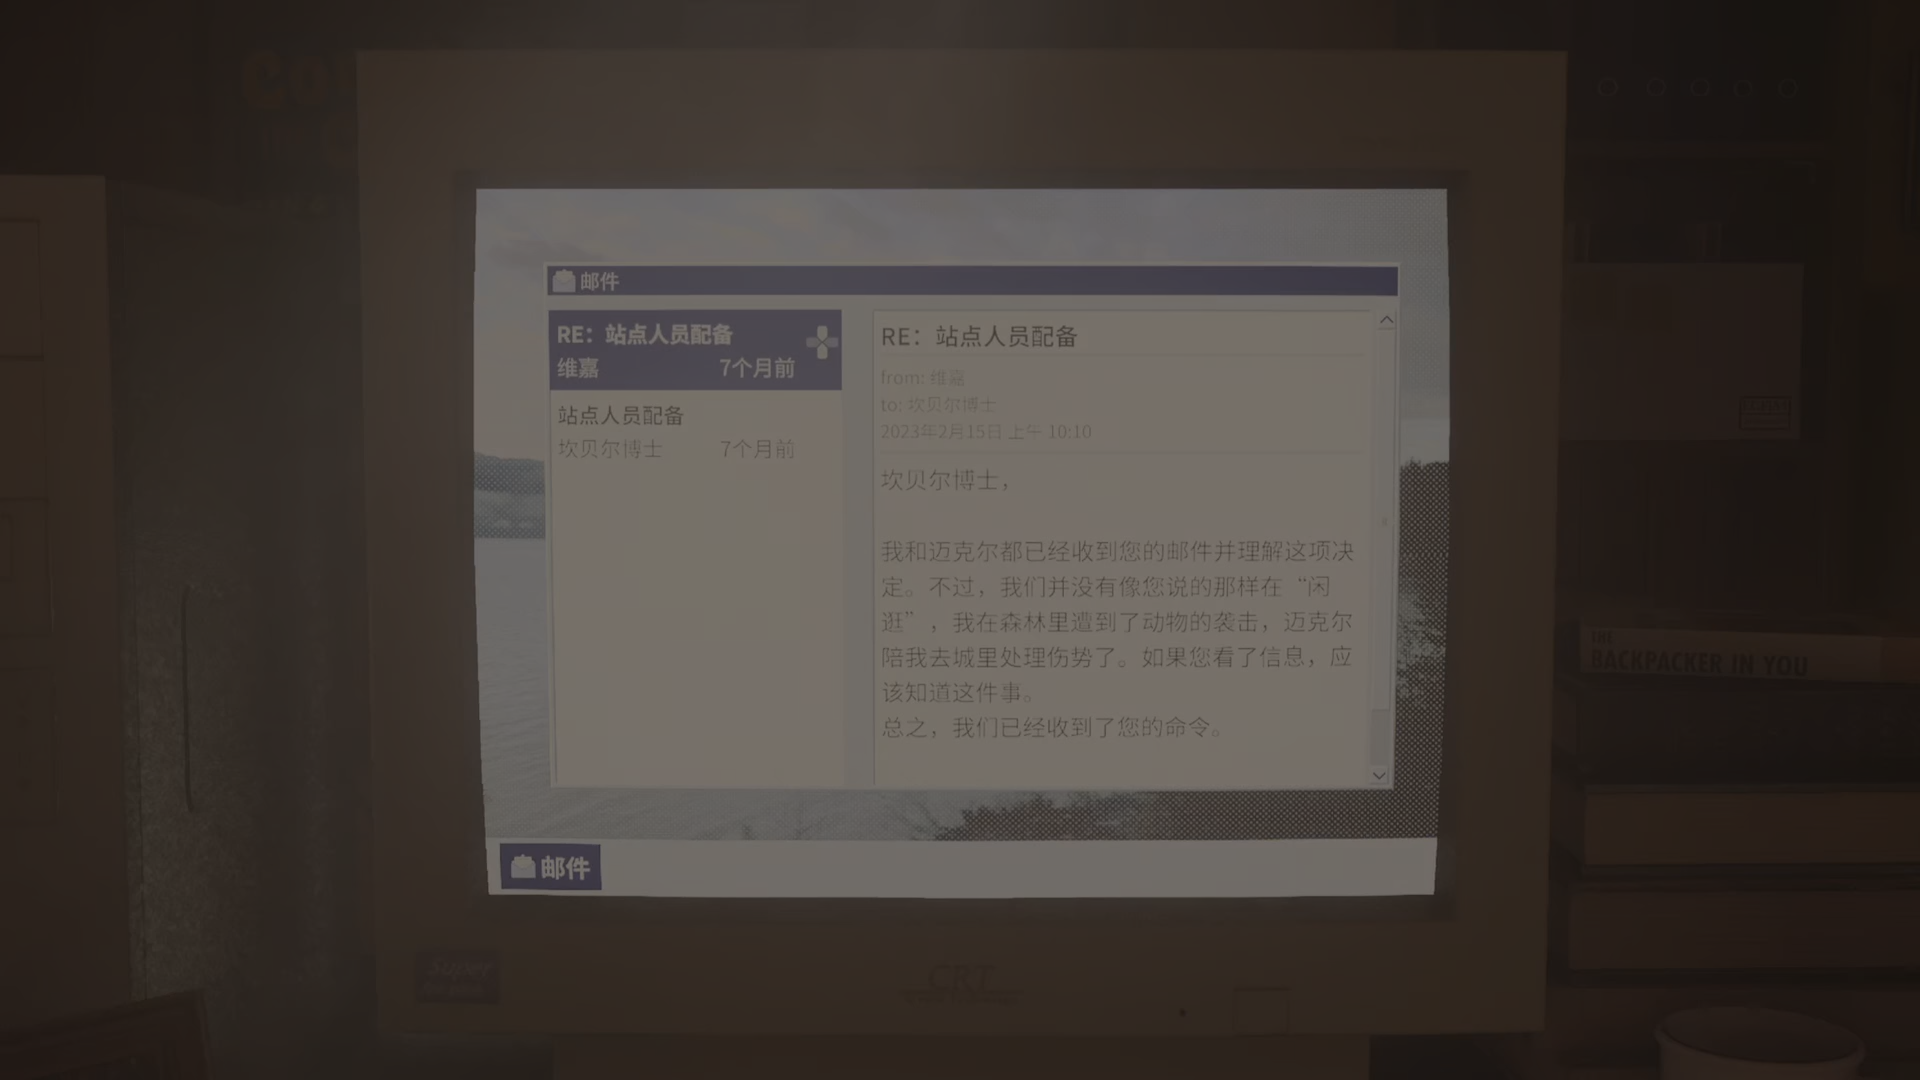 邮件
RE：站点人员配备
维嘉 7个月前
站点人员配备
坎贝尔博士 7个月前
RE：站点人员配备
from: 维嘉
to: 坎贝尔博士
2023年2月15日 上午 10:10
坎贝尔博士，
我和迈克尔都已经收到您的邮件并理解这项决
定。不过，我们并没有像您说的那样在“闲
逛”，我在森林里遭到了动物的袭击，迈克尔
陪我去城里处理伤势了。如果您看了信息，应
该知道这件事。
总之，我们已经收到了您的命令。
邮件
THE
BACKPACKER IN YOU
Super
CRT